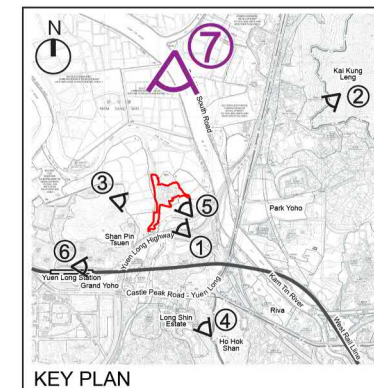 N
7
Kai Kung
Leng
2
South Road
3
5
Park Yoho
Shan Pin
Tsuen
Yuen Long Highway
1
6
Yuen Long Station
Grand Yoho
Castle Peak Road - Yuen Long
Kam Tin River
Long Shin
Estate
4
Riva
West Rail Line
Ho Hok
Shan
KEY PLAN